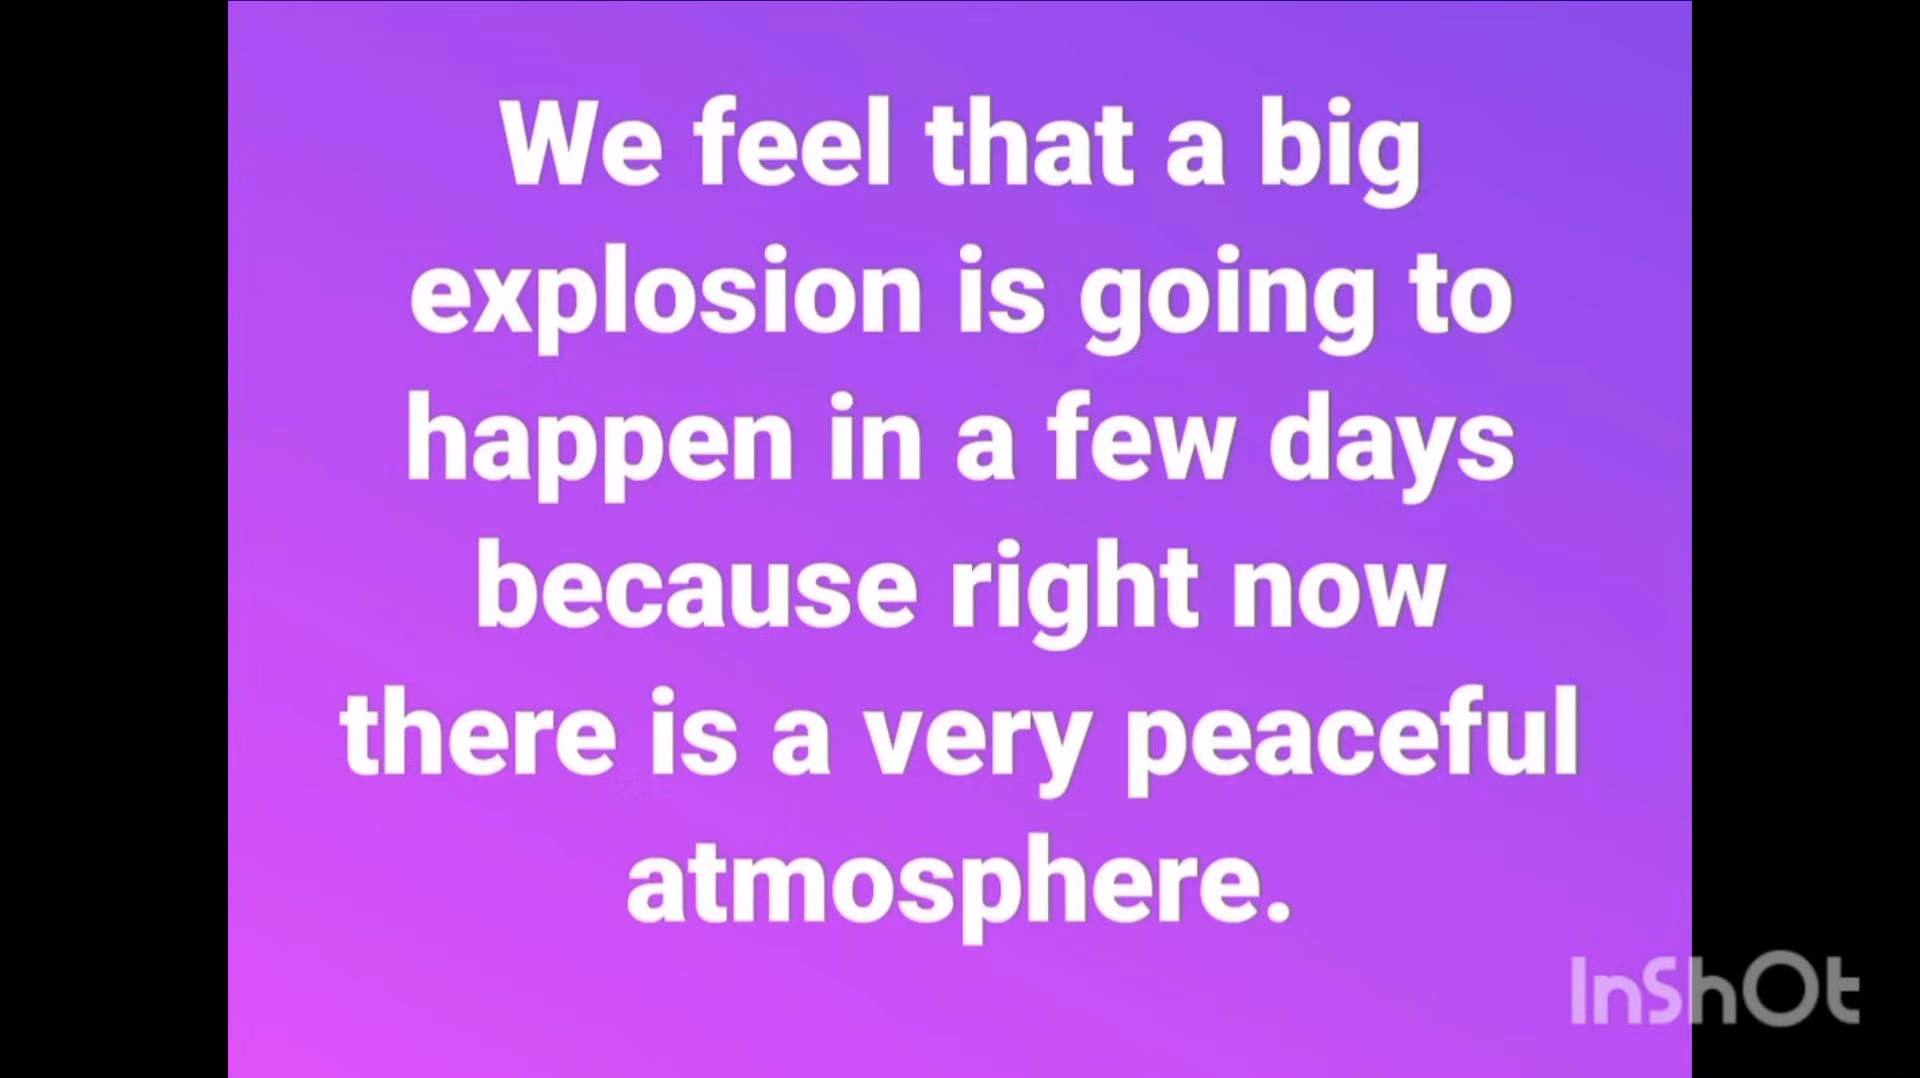 We feel that a big
explosion is going to
happen in a few days
because right now
there is a very peaceful
atmosphere.
InShOt